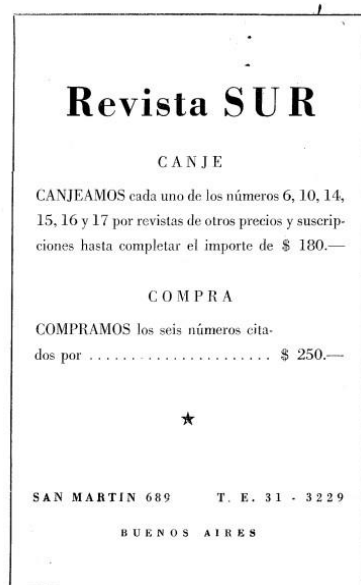 Revista SUR
CANJE
CANJEAMOS cada uno de los números 6, 10, 14,
15, 16 y 17 por revistas de otros precios y suscrip-
ciones hasta completar el importe de $ 180.—
COMPRA
COMPRAMOS los seis números cita-
dos por ...................... $ 250.—
SAN MARTIN 689 T. E. 31 - 3229
BUENOS AIRES